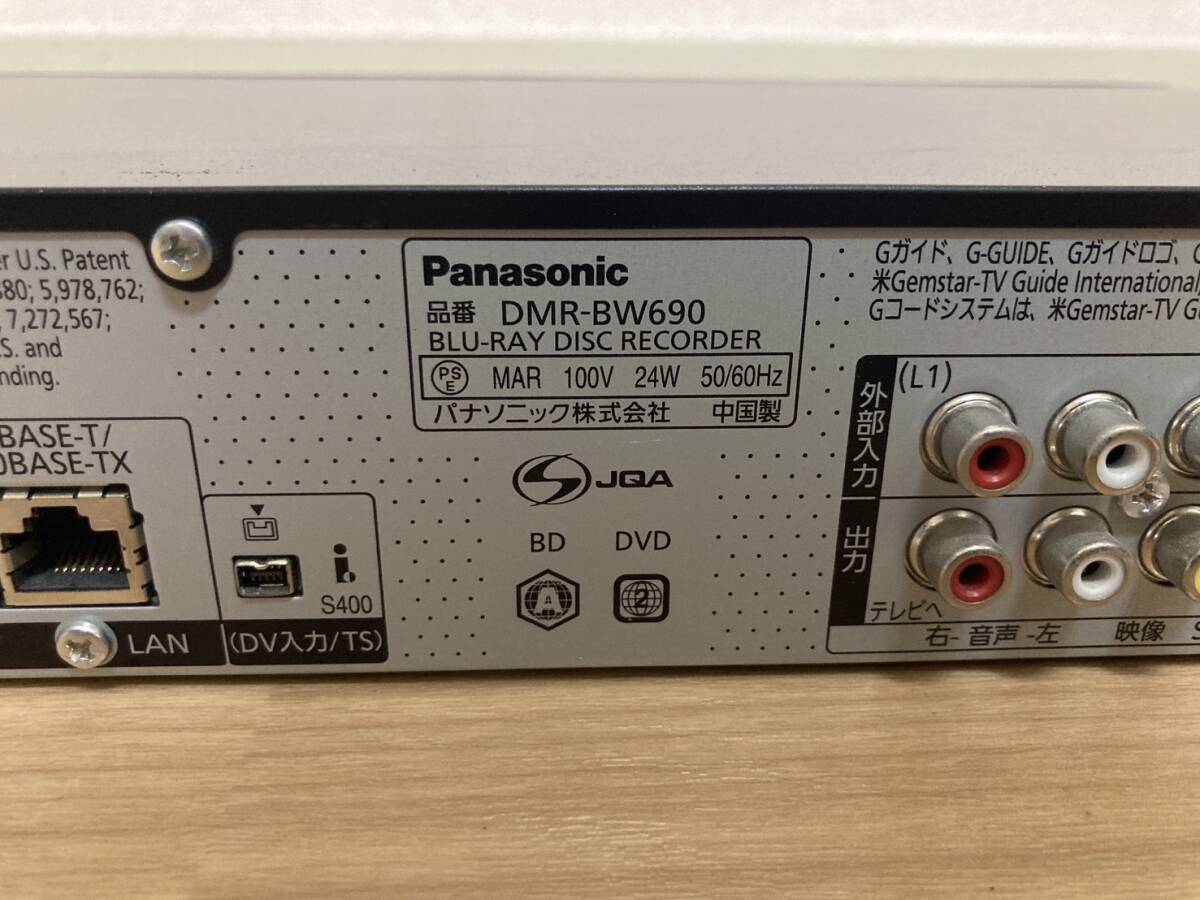 er U.S. Patent
380; 5,978,762;
7,272,567;
S. and
nding.
Panasonic
品番 DMR-BW690
BLU-RAY DISC RECORDER
PSE MAR 100V 24W 50/60Hz
パナソニック株式会社 中国製
JQA
BD DVD
A 2
Gガイド、G-GUIDE、Gガイドロゴ、
米Gemstar-TV Guide International,
Gコードシステムは、米Gemstar-TV G
BASE-T/
0BASE-TX
LAN
i
S400
(DV入力/TS)
(L1)
外部入力
出力
テレビへ
右- 音声 -左 映像 S